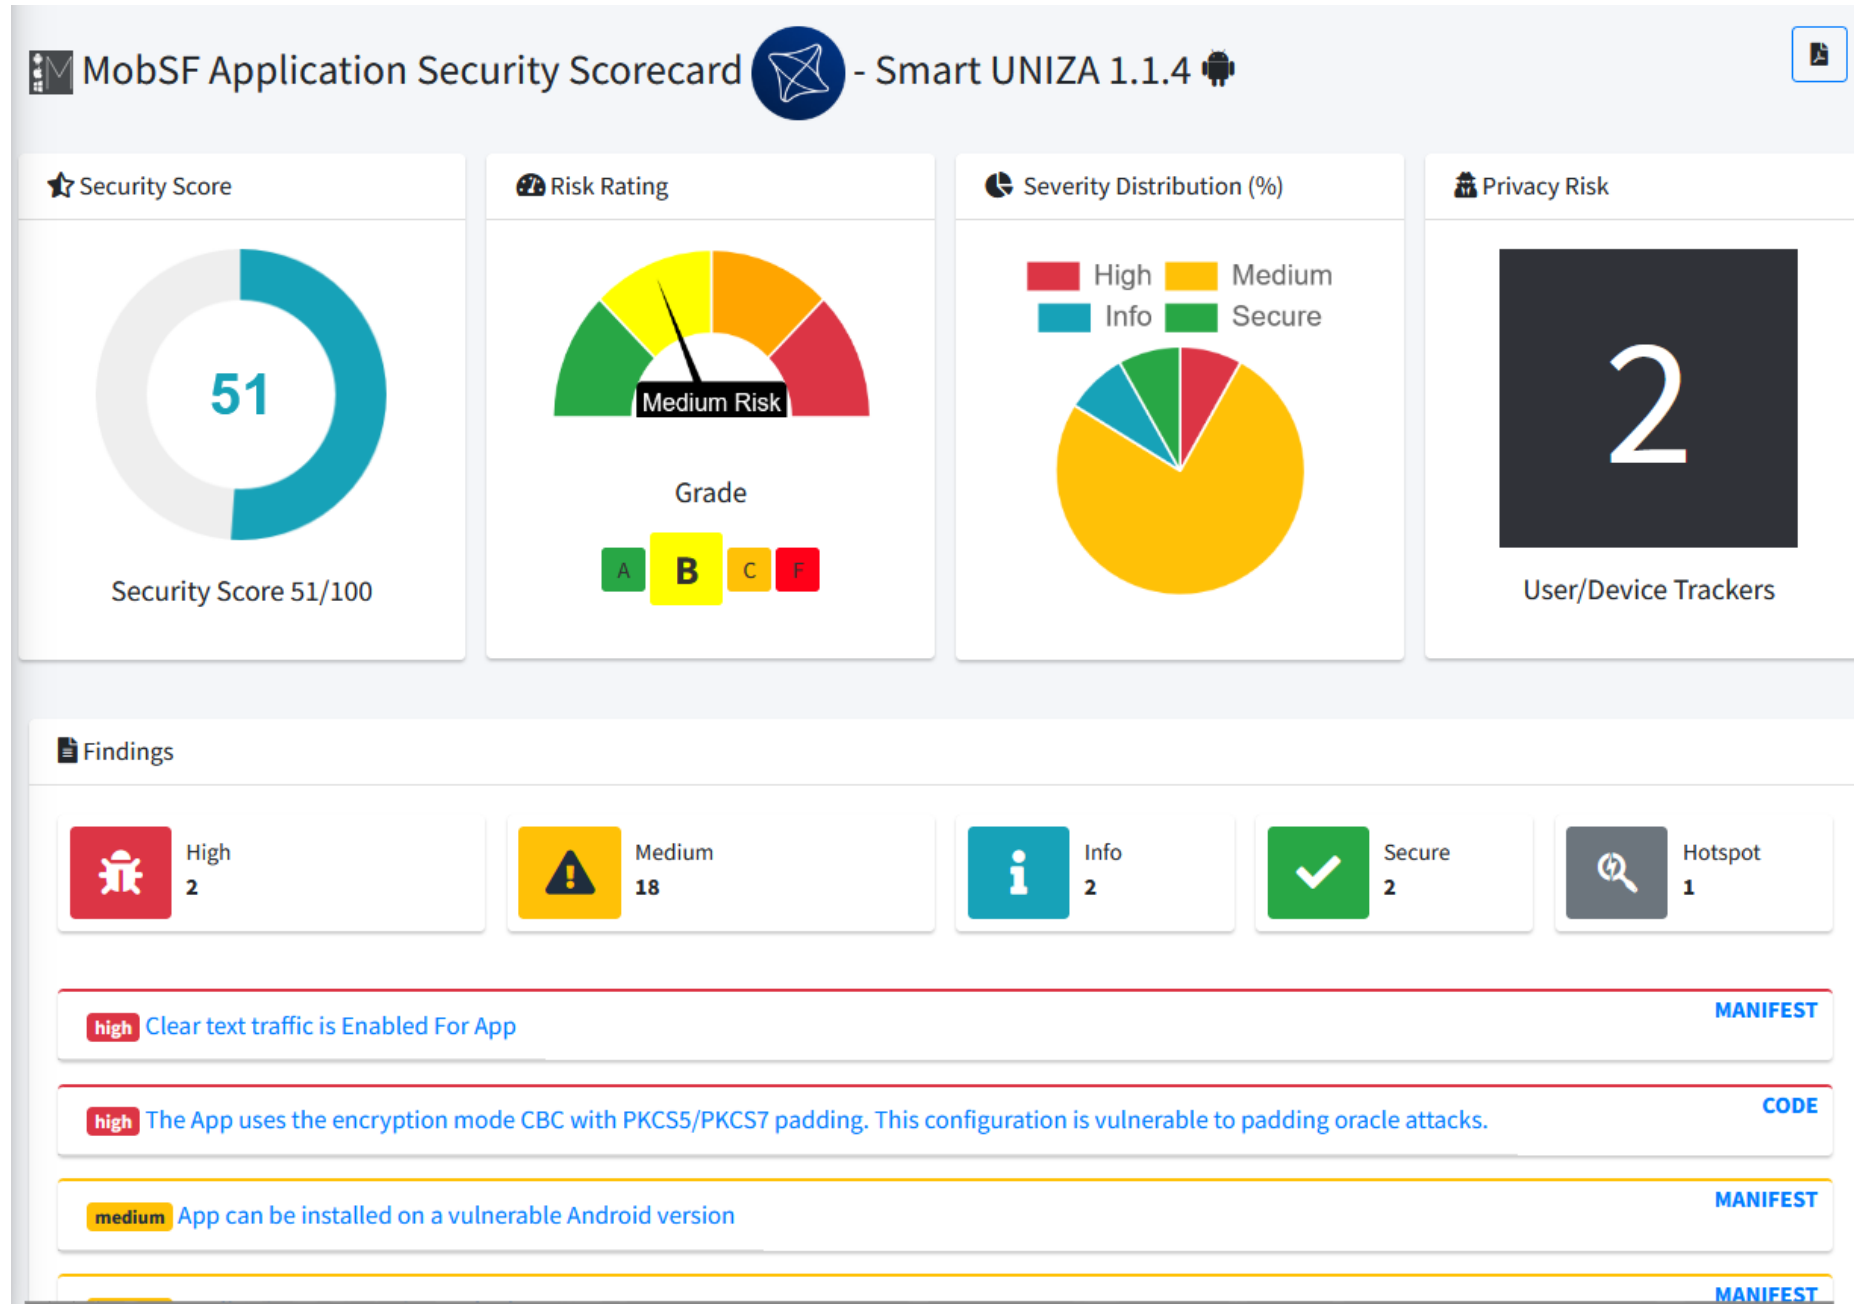 MobSF Application Security Scorecard - Smart UNIZA 1.1.4
Security Score
51
Security Score 51/100
Risk Rating
Medium Risk
Grade
A B C F
Severity Distribution (%)
High Medium
Info Secure
Privacy Risk
2
User/Device Trackers
Findings
High
2
Medium
18
Info
2
Secure
2
Hotspot
1
high Clear text traffic is Enabled For App
MANIFEST
high The App uses the encryption mode CBC with PKCS5/PKCS7 padding. This configuration is vulnerable to padding oracle attacks.
CODE
medium App can be installed on a vulnerable Android version
MANIFEST
MANIFEST